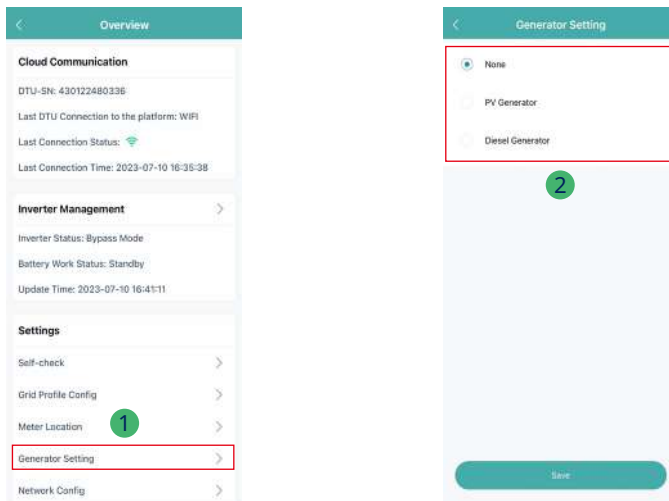 Overview
Cloud Communication
DTU-SN: 430122480336
Last DTU Connection to the platform: WIFI
Last Connection Status:
Last Connection Time: 2023-07-10 16:35:38
Inverter Management
Inverter Status: Bypass Mode
Battery Work Status: Standby
Update Time: 2023-07-10 16:41:11
Settings
Self-check
Grid Profile Config
Meter Location
1
Generator Setting
Network Config
Generator Setting
None
PV Generator
Diesel Generator
2
Save